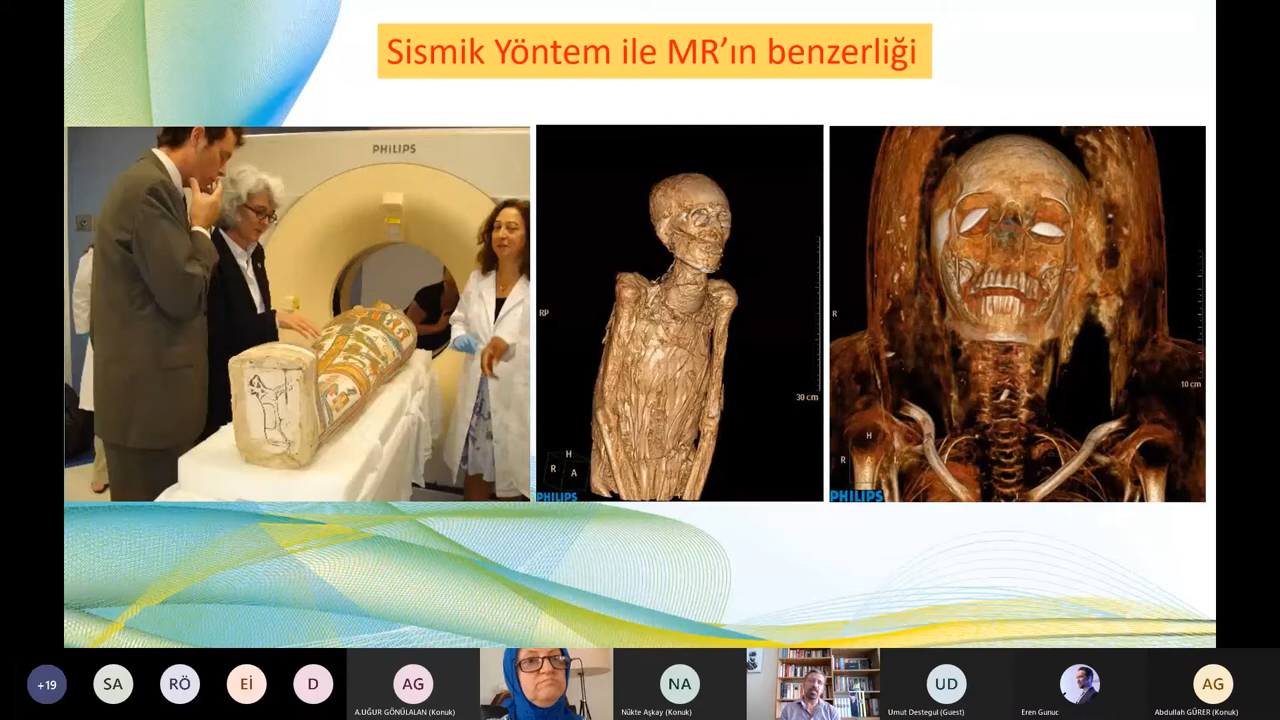 Sismik Yöntem ile MR’ın benzerliği
PHILIPS
RP
30 cm
H
R
A
PHILIPS
R
10 cm
H
R
A
PHILIPS
+19
SA
RÖ
Eİ
D
AG
A.UĞUR GÖNÜLALAN (Konuk)
NA
Nükte Aşkay (Konuk)
UD
Umut Destegul (Guest)
Eren Gunuc
AG
Abdullah GÜRER (Konuk)